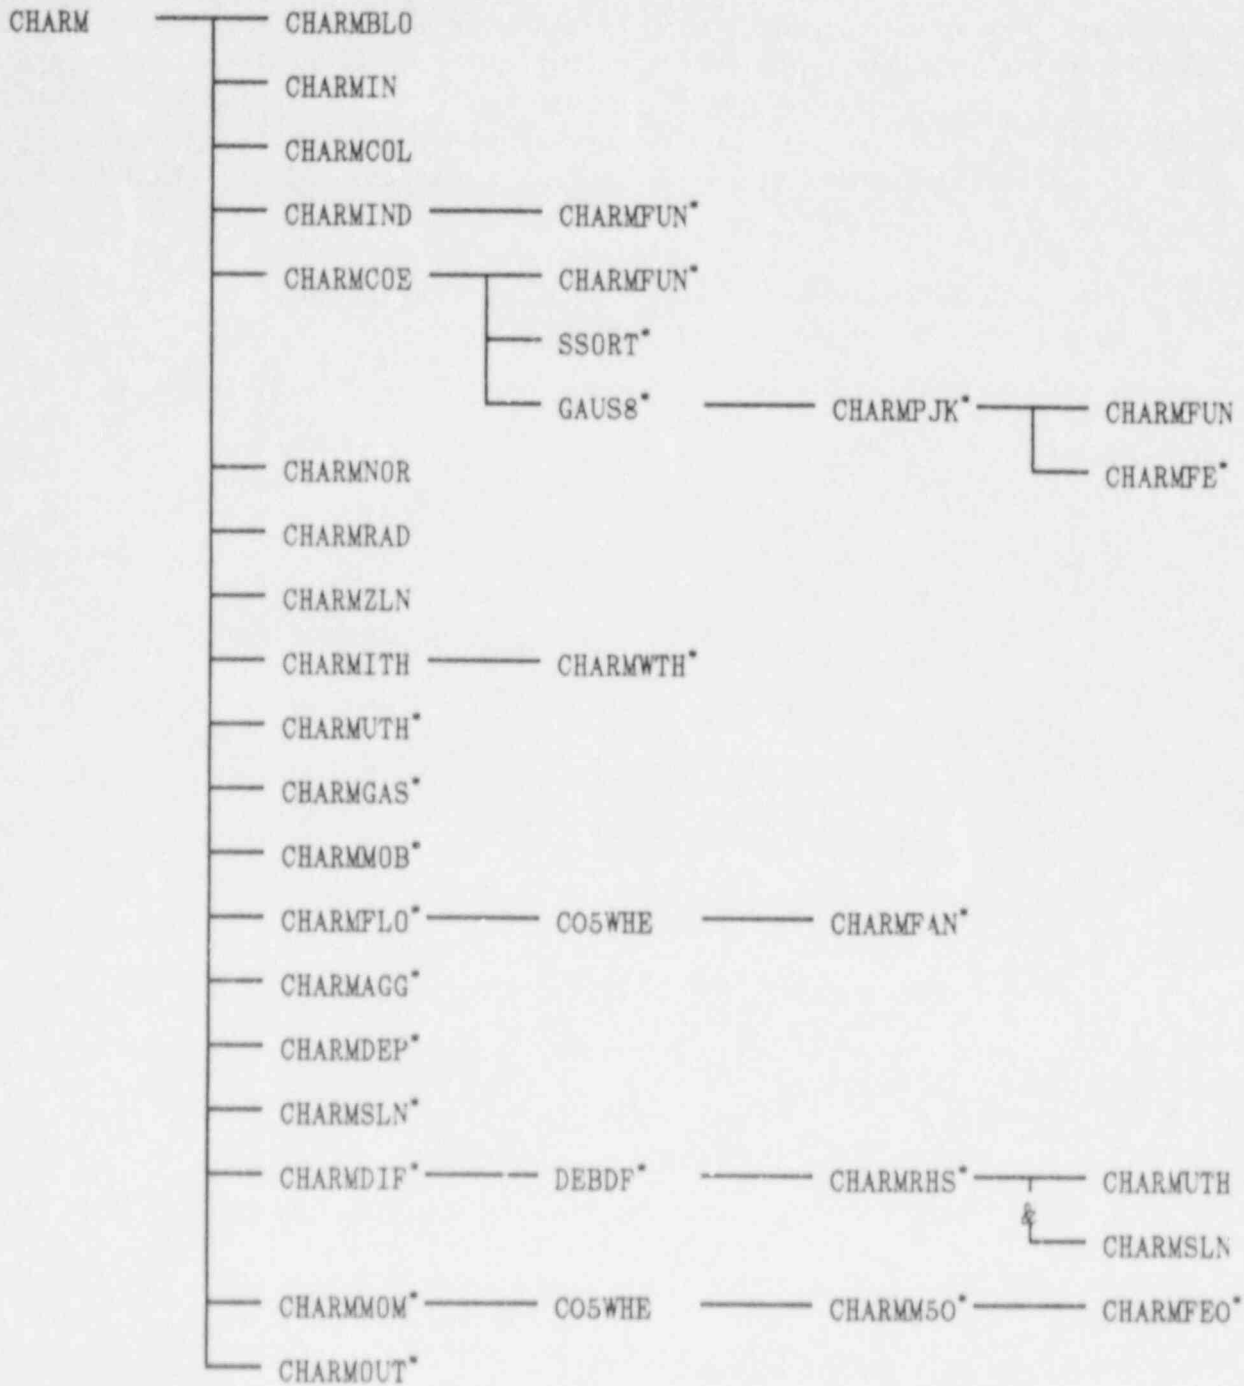 CHARM CHARMBLO
CHARMIN
CHARMCOL
CHARMIND CHARMFUN*
CHARMCOE CHARMFUN*
SSORT*
GAUS8* CHARMPJK* CHARMFUN
CHARMNOR CHARMFE*
CHARMRAD
CHARMZLN
CHARMITH CHARMWTH*
CHARMUTH*
CHARMGAS*
CHARMMOB*
CHARMFLO* CO5WHE CHARMFAN*
CHARMAGG*
CHARMDEP*
CHARMSLN*
CHARMDIF* DEBDF* CHARMRHS* CHARMUTH
&
CHARMSLN
CHARMMOM* CO5WHE CHARMM5O* CHARMFEO*
CHARMOUT*